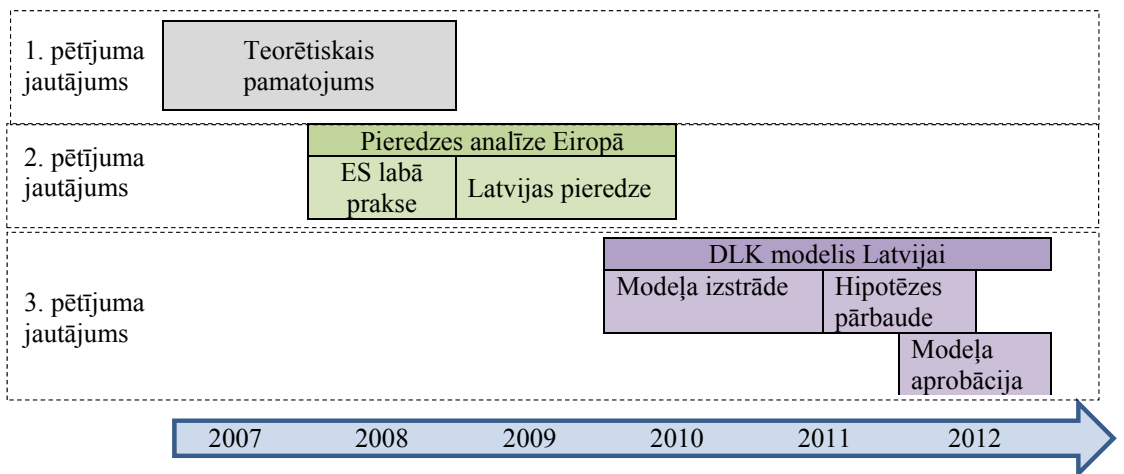 1. pētījuma
jautājums
Teorētiskais
pamatojums
2. pētījuma
jautājums
Pieredzes analīze Eiropā
ES labā
prakse
Latvijas pieredze
3. pētījuma
jautājums
DLK modelis Latvijai
Modeļa izstrāde
Hipotēzes
pārbaude
Modeļa
aprobācija
2007 2008 2009 2010 2011 2012